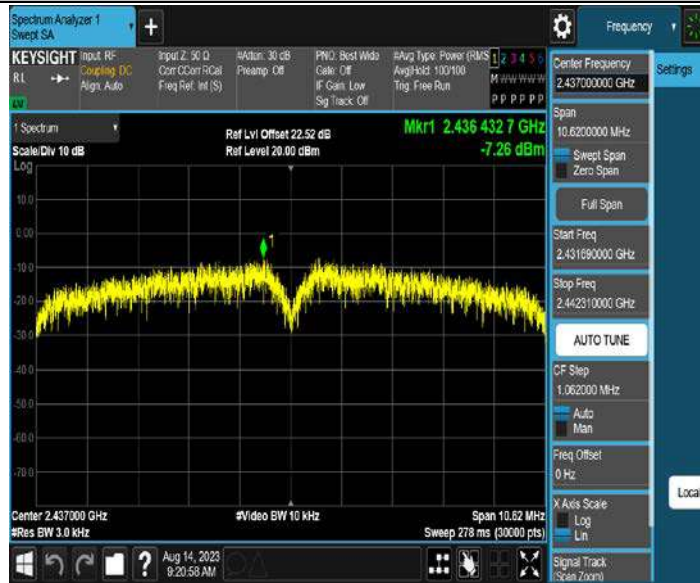 Spectrum Analyzer 1
Swept SA
+
Frequency
KEYSIGHT
RL
Input: RF
Coupling: DC
Align: Auto
Input Z: 50 Ω
Corr CCorr RCal
Freq Ref: Int (S)
#Atten: 30 dB
Preamp: Off
PNO: Best Wide
Gate: Off
IF Gain: Low
Sig Track: Off
#Avg Type: Power (RMS
Avg|Hold: 100/100
Trig: Free Run
1 2 3 4 5 6
M W W W W W
P P P P P P
1 Spectrum
Scale/Div 10 dB
Log
Ref Lvl Offset 22.52 dB
Ref Level 20.00 dBm
Mkr1 2.436 432 7 GHz
-7.26 dBm
10.0
0.00
-10.0
-20.0
-30.0
-40.0
-50.0
-60.0
-70.0
1
Center 2.437000 GHz
#Res BW 3.0 kHz
#Video BW 10 kHz
Span 10.62 MHz
Sweep 278 ms (30000 pts)
Center Frequency
2.437000000 GHz
Span
10.6200000 MHz
Swept Span
Zero Span
Full Span
Start Freq
2.431690000 GHz
Stop Freq
2.442310000 GHz
AUTO TUNE
CF Step
1.062000 MHz
Auto
Man
Freq Offset
0 Hz
X Axis Scale
Log
Lin
Signal Track
(Span Zoom)
Settings
Local
?
Aug 14, 2023
9:20:58 AM